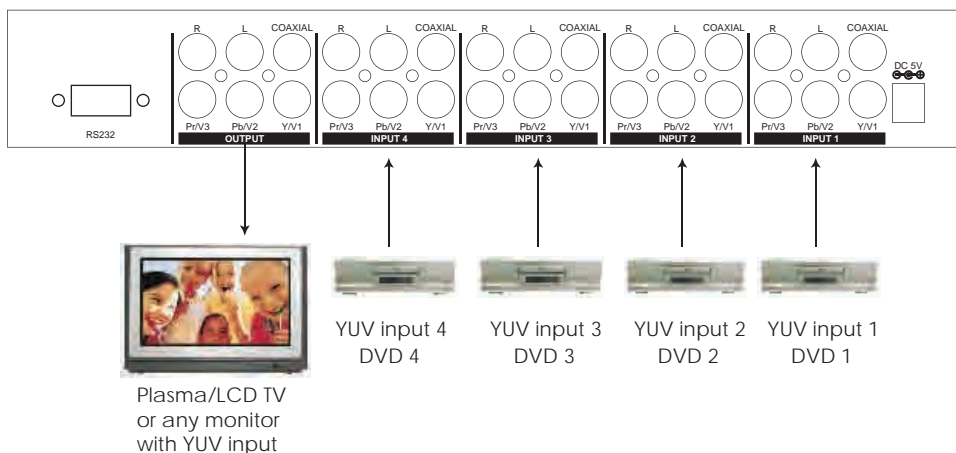 R L COAXIAL R L COAXIAL R L COAXIAL R L COAXIAL R L COAXIAL
DC 5V
RS232
Pr/V3 Pb/V2 Y/V1 Pr/V3 Pb/V2 Y/V1 Pr/V3 Pb/V2 Y/V1 Pr/V3 Pb/V2 Y/V1 Pr/V3 Pb/V2 Y/V1
OUTPUT INPUT 4 INPUT 3 INPUT 2 INPUT 1
YUV input 4 YUV input 3 YUV input 2 YUV input 1
DVD 4 DVD 3 DVD 2 DVD 1
Plasma/LCD TV
or any monitor
with YUV input